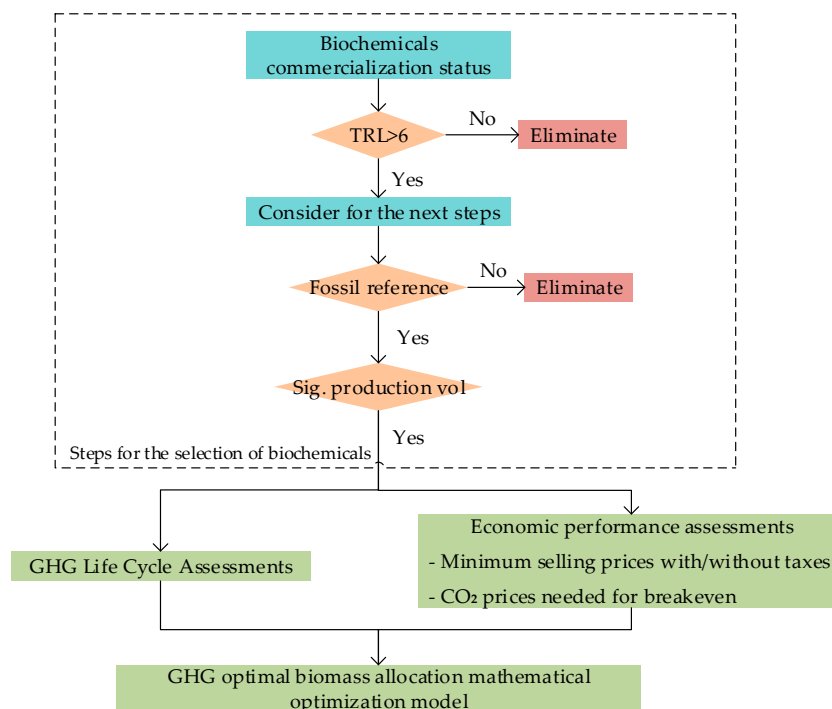 Biochemicals
commercialization status
TRL>6
No
Eliminate
Yes
Consider for the next steps
Fossil reference
No
Eliminate
Yes
Sig. production vol
Yes
Steps for the selection of biochemicals
GHG Life Cycle Assessments
Economic performance assessments
- Minimum selling prices with/without taxes
- CO₂ prices needed for breakeven
GHG optimal biomass allocation mathematical
optimization model